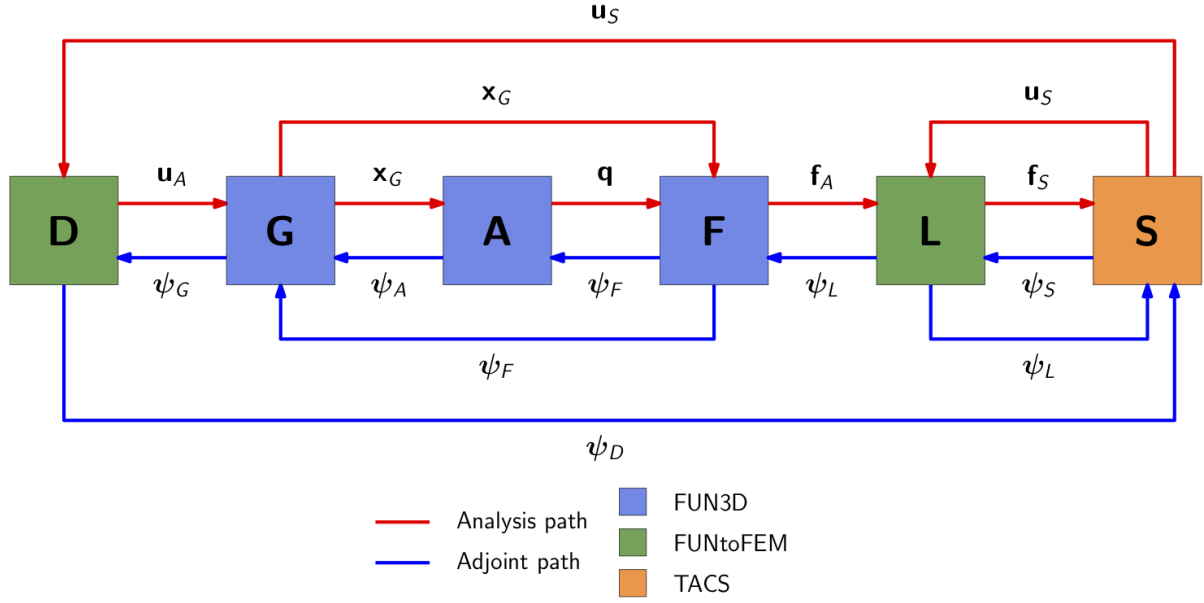 u_S
x_G u_S
u_A x_G q f_A f_S
D G A F L S
ψ_G ψ_A ψ_F ψ_L ψ_S
ψ_F ψ_L
ψ_D
Analysis path
Adjoint path
FUN3D
FUNtoFEM
TACS